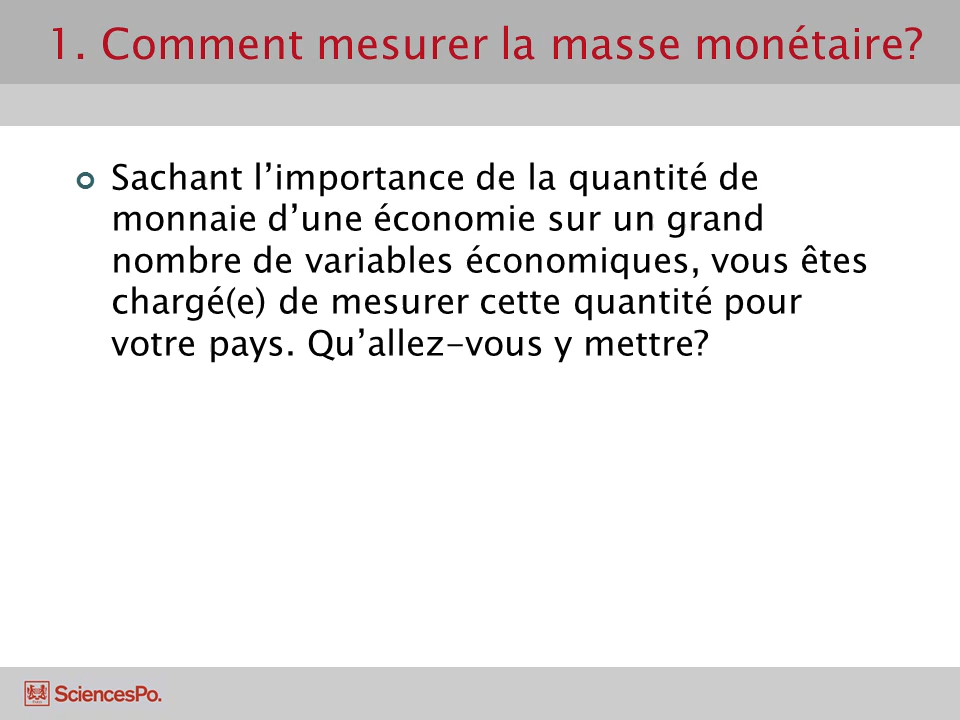 1. Comment mesurer la masse monétaire?
Sachant l’importance de la quantité de
monnaie d’une économie sur un grand
nombre de variables économiques, vous êtes
chargé(e) de mesurer cette quantité pour
votre pays. Qu’allez-vous y mettre?
SciencesPo.